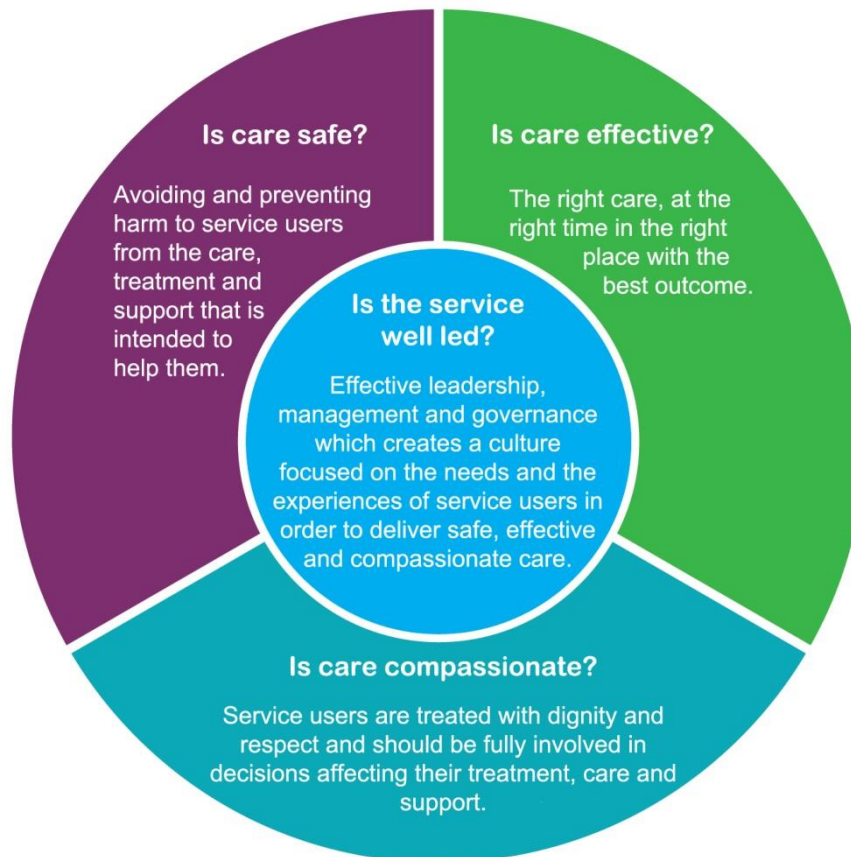 Is care safe?
Avoiding and preventing
harm to service users
from the care,
treatment and
support that is
intended to
help them.
Is care effective?
The right care, at the
right time in the right
place with the
best outcome.
Is the service
well led?
Effective leadership,
management and governance
which creates a culture
focused on the needs and the
experiences of service users in
order to deliver safe, effective
and compassionate care.
Is care compassionate?
Service users are treated with dignity and
respect and should be fully involved in
decisions affecting their treatment, care and
support.